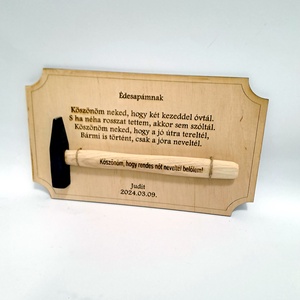 Édesapámnak
Köszönöm neked, hogy két kezeddel óvtál.
S ha néha rosszat tettem, akkor sem szóltál.
Köszönöm neked, hogy a jó útra tereltél,
Bármi is történt, csak a jóra neveltél.
Köszönöm, hogy rendes nőt neveltél belőlem!
Judit
2024.03.09.